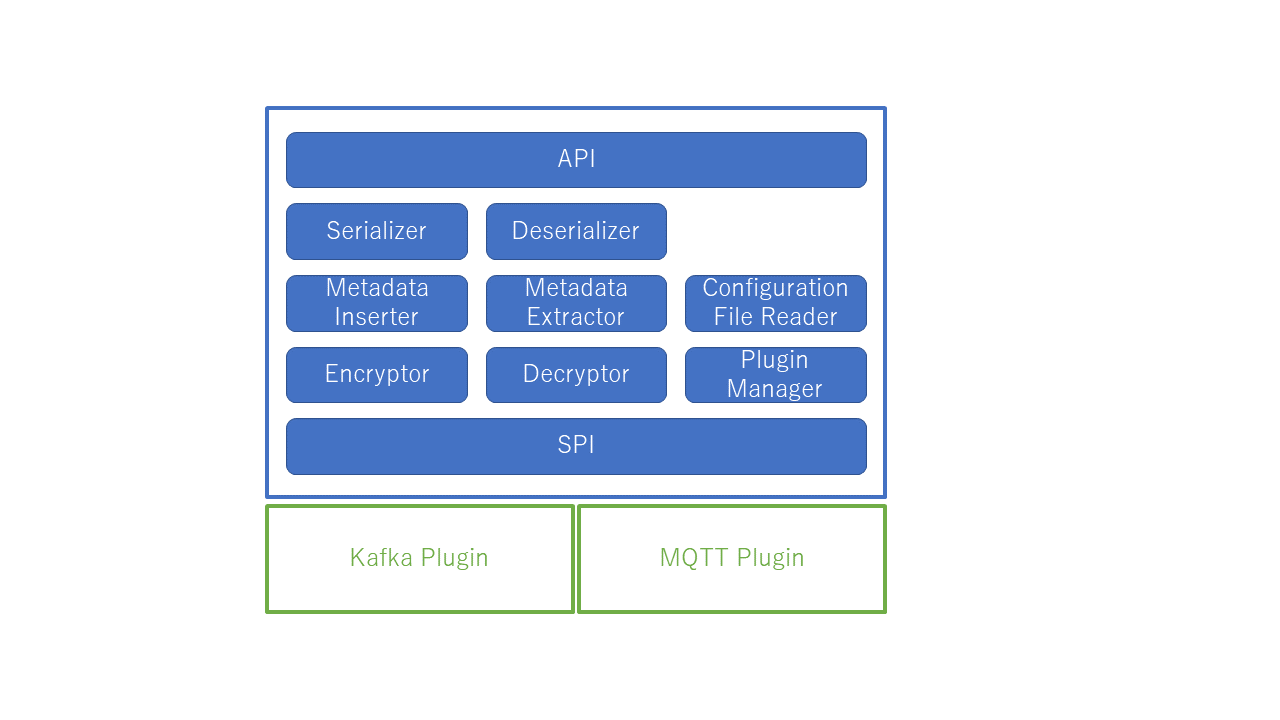 API
Serializer
Deserializer
Metadata
Inserter
Metadata
Extractor
Configuration
File Reader
Encryptor
Decryptor
Plugin
Manager
SPI
Kafka Plugin
MQTT Plugin